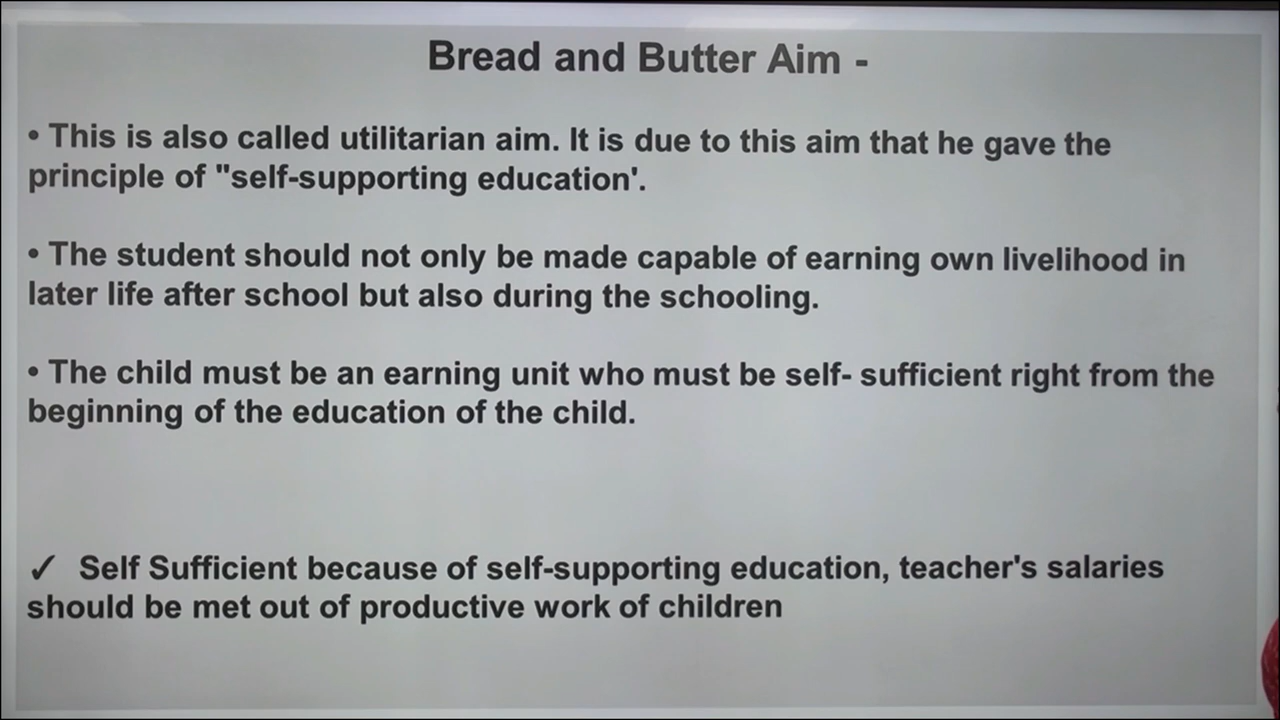 Bread and Butter Aim -
• This is also called utilitarian aim. It is due to this aim that he gave the
principle of "self-supporting education'.
• The student should not only be made capable of earning own livelihood in
later life after school but also during the schooling.
• The child must be an earning unit who must be self- sufficient right from the
beginning of the education of the child.
✓ Self Sufficient because of self-supporting education, teacher's salaries
should be met out of productive work of children